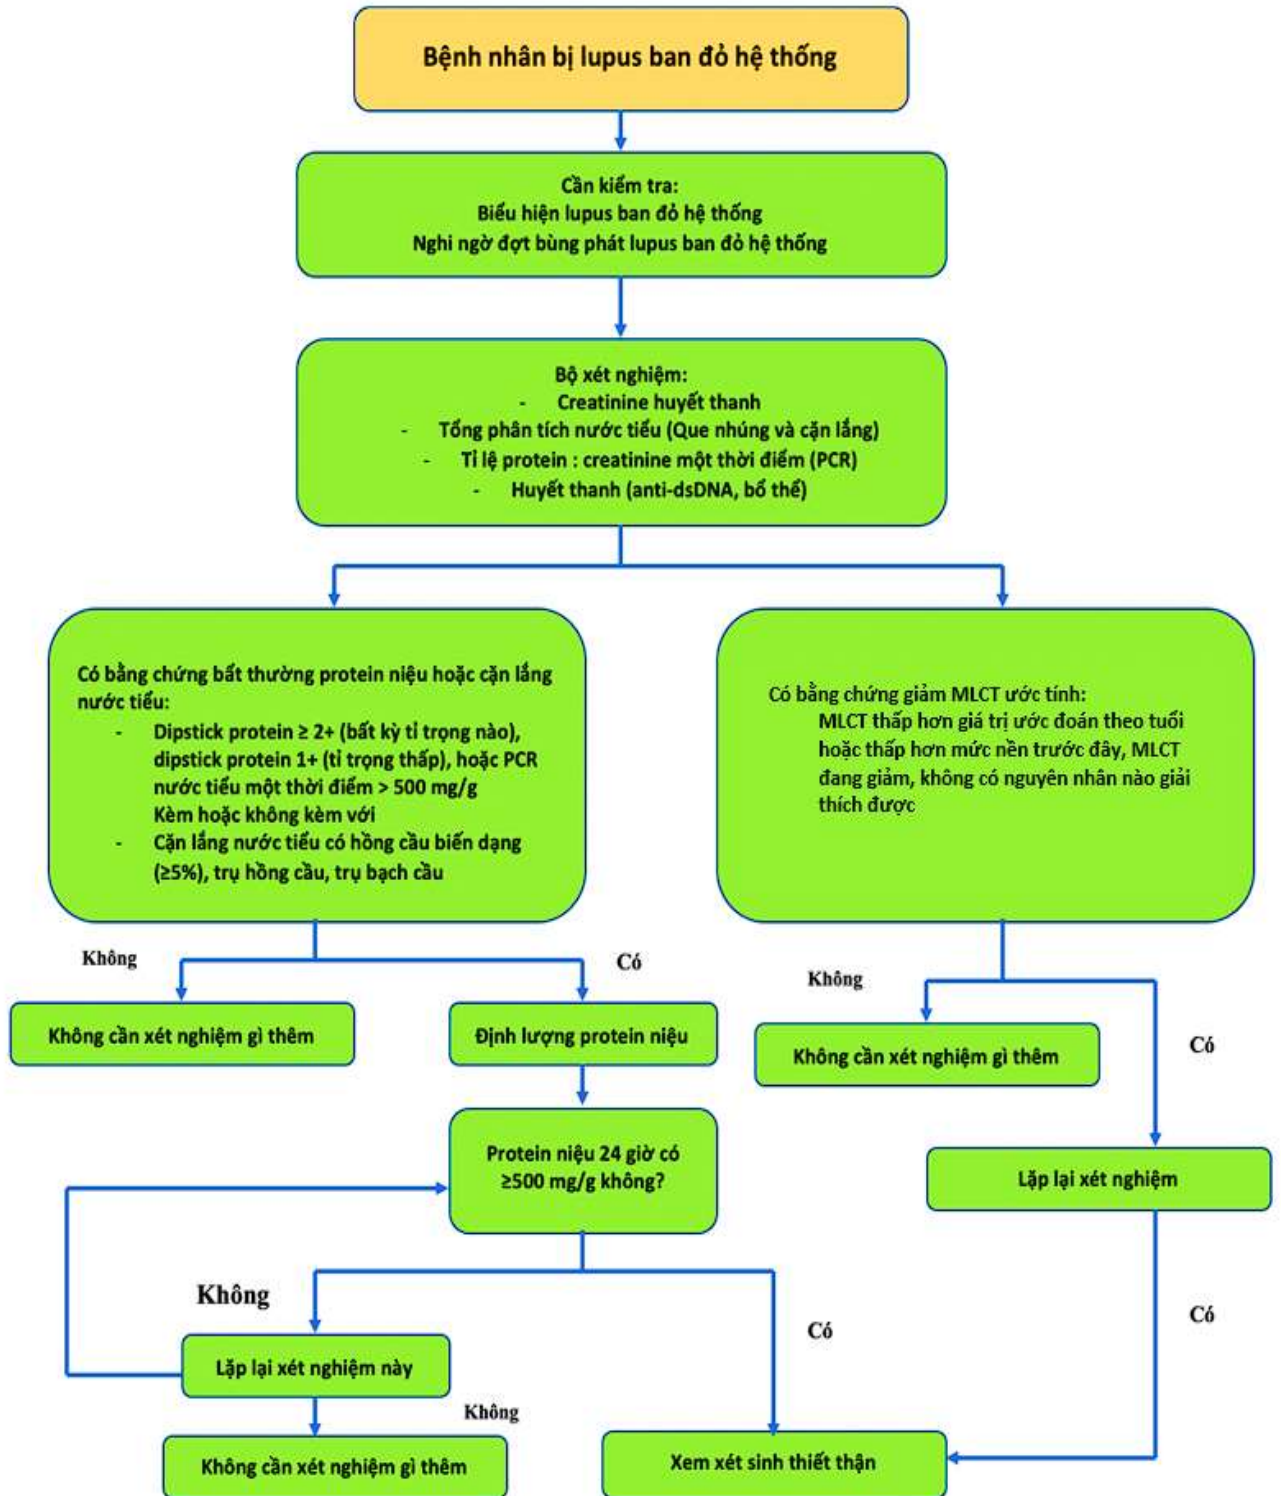 Bệnh nhân bị lupus ban đỏ hệ thống
Cần kiểm tra:
Biểu hiện lupus ban đỏ hệ thống
Nghi ngờ đợt bùng phát lupus ban đỏ hệ thống
Bộ xét nghiệm:
- Creatinine huyết thanh
- Tổng phân tích nước tiểu (Que nhúng và cặn lắng)
- Tỉ lệ protein : creatinine một thời điểm (PCR)
- Huyết thanh (anti-dsDNA, bổ thể)
Có bằng chứng bất thường protein niệu hoặc cặn lắng
nước tiểu:
- Dipstick protein ≥ 2+ (bất kỳ tỉ trọng nào),
dipstick protein 1+ (tỉ trọng thấp), hoặc PCR
nước tiểu một thời điểm > 500 mg/g
Kèm hoặc không kèm với
- Cặn lắng nước tiểu có hồng cầu biến dạng
(≥5%), trụ hồng cầu, trụ bạch cầu
Có bằng chứng giảm MLCT ước tính:
MLCT thấp hơn giá trị ước đoán theo tuổi
hoặc thấp hơn mức nền trước đây, MLCT
đang giảm, không có nguyên nhân nào giải
thích được
Không
Có
Không cần xét nghiệm gì thêm
Định lượng protein niệu
Không
Có
Không cần xét nghiệm gì thêm
Protein niệu 24 giờ có
≥500 mg/g không?
Lặp lại xét nghiệm
Không
Có
Có
Lặp lại xét nghiệm này
Không
Không cần xét nghiệm gì thêm
Xem xét sinh thiết thận